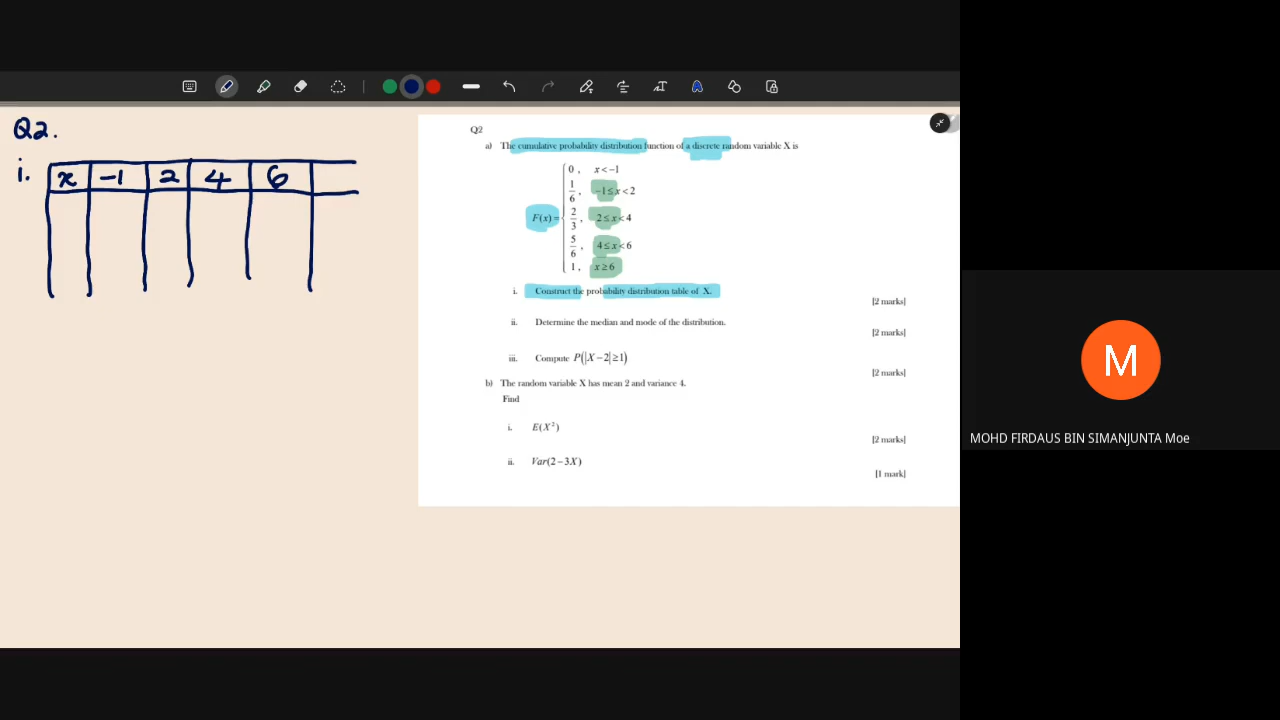 Q2.
i.
x -1 2 4 6
Q2
a) The cumulative probability distribution function of a discrete random variable X is
0 , x < −1
1/6 , −1 ≤ x < 2
F(x) = 2/3 , 2 ≤ x < 4
5/6 , 4 ≤ x < 6
1 , x ≥ 6
i. Construct the probability distribution table of X.
[2 marks]
ii. Determine the median and mode of the distribution.
[2 marks]
iii. Compute P(|X − 2| ≥ 1)
[2 marks]
b) The random variable X has mean 2 and variance 4.
Find
i. E(X²)
[2 marks]
ii. Var(2 − 3X)
[1 mark]
M
MOHD FIRDAUS BIN SIMANJUNTA Moe